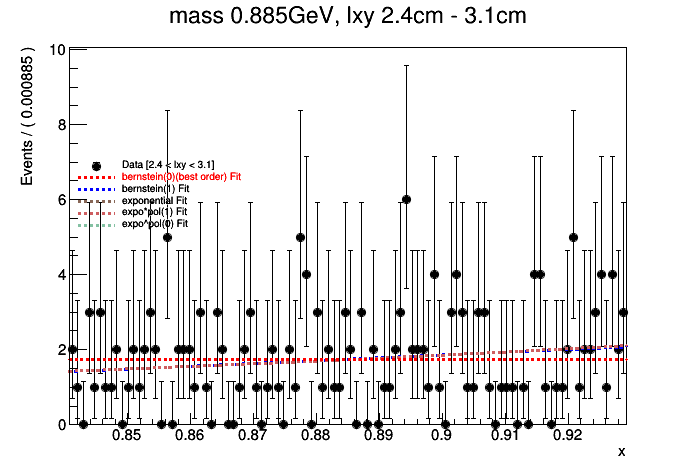 mass 0.885GeV, lxy 2.4cm - 3.1cm
Events / ( 0.000885 )
10
8
6
4
2
0
Data [2.4 < lxy < 3.1]
bernstein(0)(best order) Fit
bernstein(1) Fit
exponential Fit
expo*pol(1) Fit
expo^pol(0) Fit
0.85 0.86 0.87 0.88 0.89 0.9 0.91 0.92
x